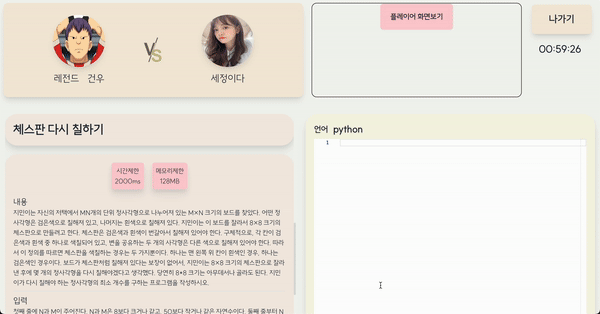 플레이어 화면보기
나가기
00:59:26
레전드 건우
VS
세정이다
체스판 다시 칠하기
언어 python
1
시간제한
2000ms
메모리제한
128MB
내용
지민이는 자신의 저택에서 MN개의 단위 정사각형으로 나누어져 있는 M×N 크기의 보드를 찾았다. 어떤 정
사각형은 검은색으로 칠해져 있고, 나머지는 흰색으로 칠해져 있다. 지민이는 이 보드를 잘라서 8×8 크기의
체스판으로 만들려고 한다. 체스판은 검은색과 흰색이 번갈아서 칠해져 있어야 한다. 구체적으로, 각 칸이 검
은색과 흰색 중 하나로 색칠되어 있고, 변을 공유하는 두 개의 사각형은 다른 색으로 칠해져 있어야 한다. 따라
서 이 정의를 따르면 체스판을 색칠하는 경우는 두 가지뿐이다. 하나는 맨 왼쪽 위 칸이 흰색인 경우, 하나는
검은색인 경우이다. 보드가 체스판처럼 칠해져 있다는 보장이 없어서, 지민이는 8×8 크기의 체스판으로 잘라
낸 후에 몇 개의 정사각형을 다시 칠해야겠다고 생각했다. 당연히 8*8 크기는 아무데서나 골라도 된다. 지민
이가 다시 칠해야 하는 정사각형의 최소 개수를 구하는 프로그램을 작성하시오.
입력
첫째 줄에 N과 M이 주어진다. N과 M은 8보다 크거나 같고, 50보다 작거나 같은 자연수이다. 둘째 줄부터 N